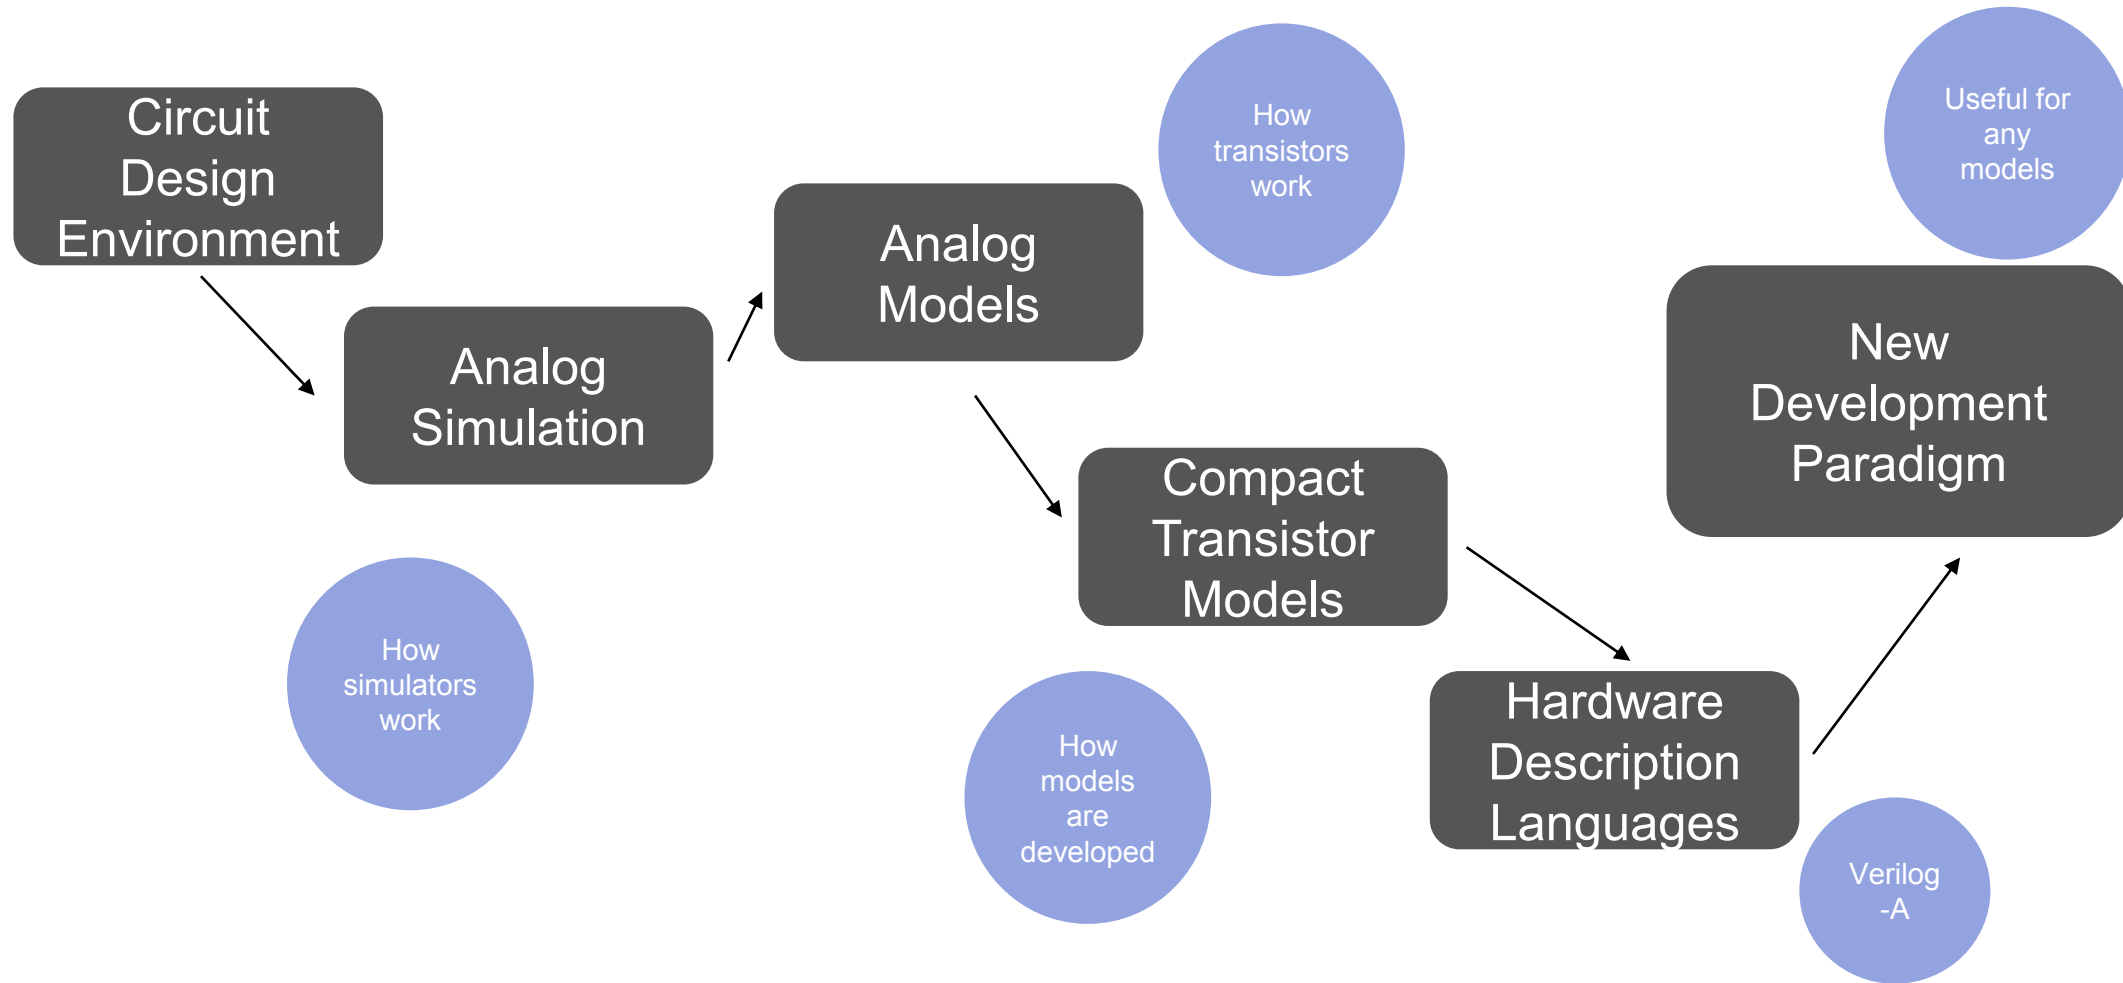 Circuit
Design
Environment
Analog
Simulation
How
simulators
work
Analog
Models
How
transistors
work
Compact
Transistor
Models
How
models
are
developed
Hardware
Description
Languages
Verilog
-A
New
Development
Paradigm
Useful for
any
models